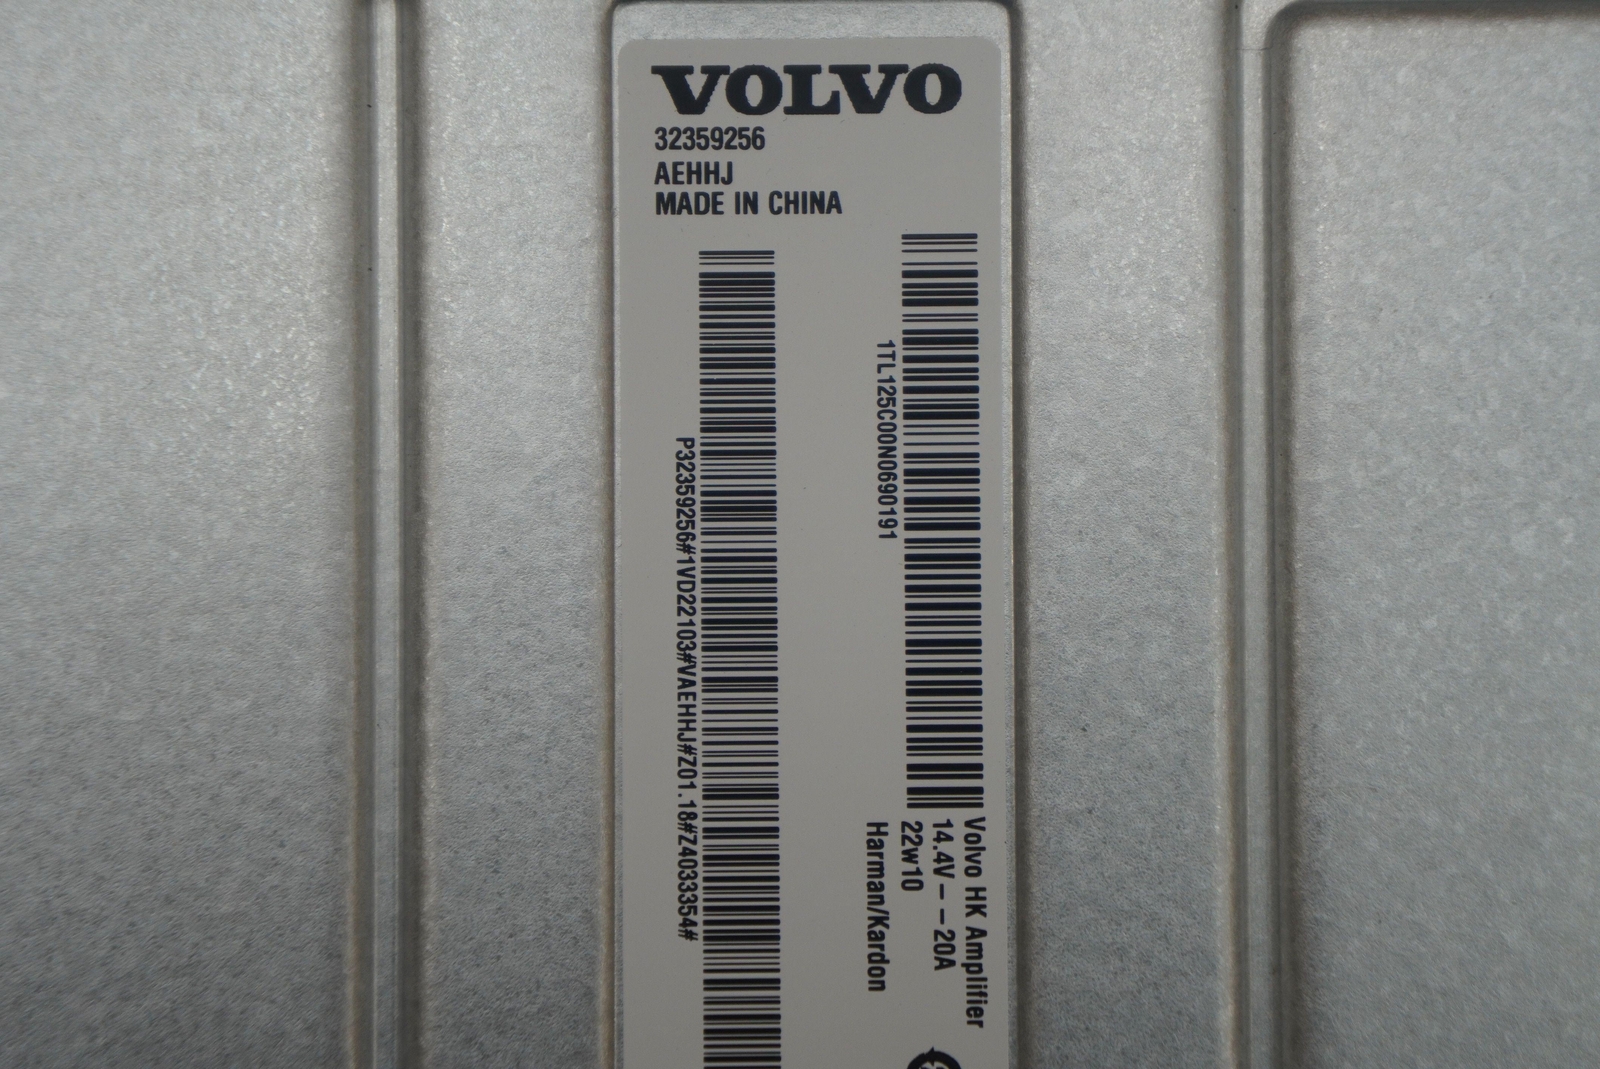 VOLVO
32359256
AEHHJ
MADE IN CHINA
1TL125C00N0690191
P32359256#1VD22103#VAEHHJ#Z01.18#Z4033354#
Volvo HK Amplifier
14.4V - - 20A
22w10
Harman/Kardon